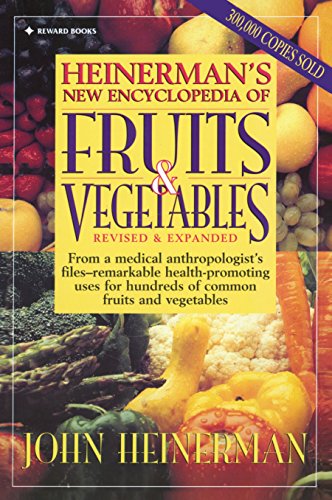 REWARD BOOKS
300,000 COPIES SOLD
HEINERMAN'S
NEW ENCYCLOPEDIA OF
FRUITS
&
VEGETABLES
REVISED & EXPANDED
From a medical anthropologist's
files–remarkable health-promoting
uses for hundreds of common
fruits and vegetables
JOHN HEINERMAN